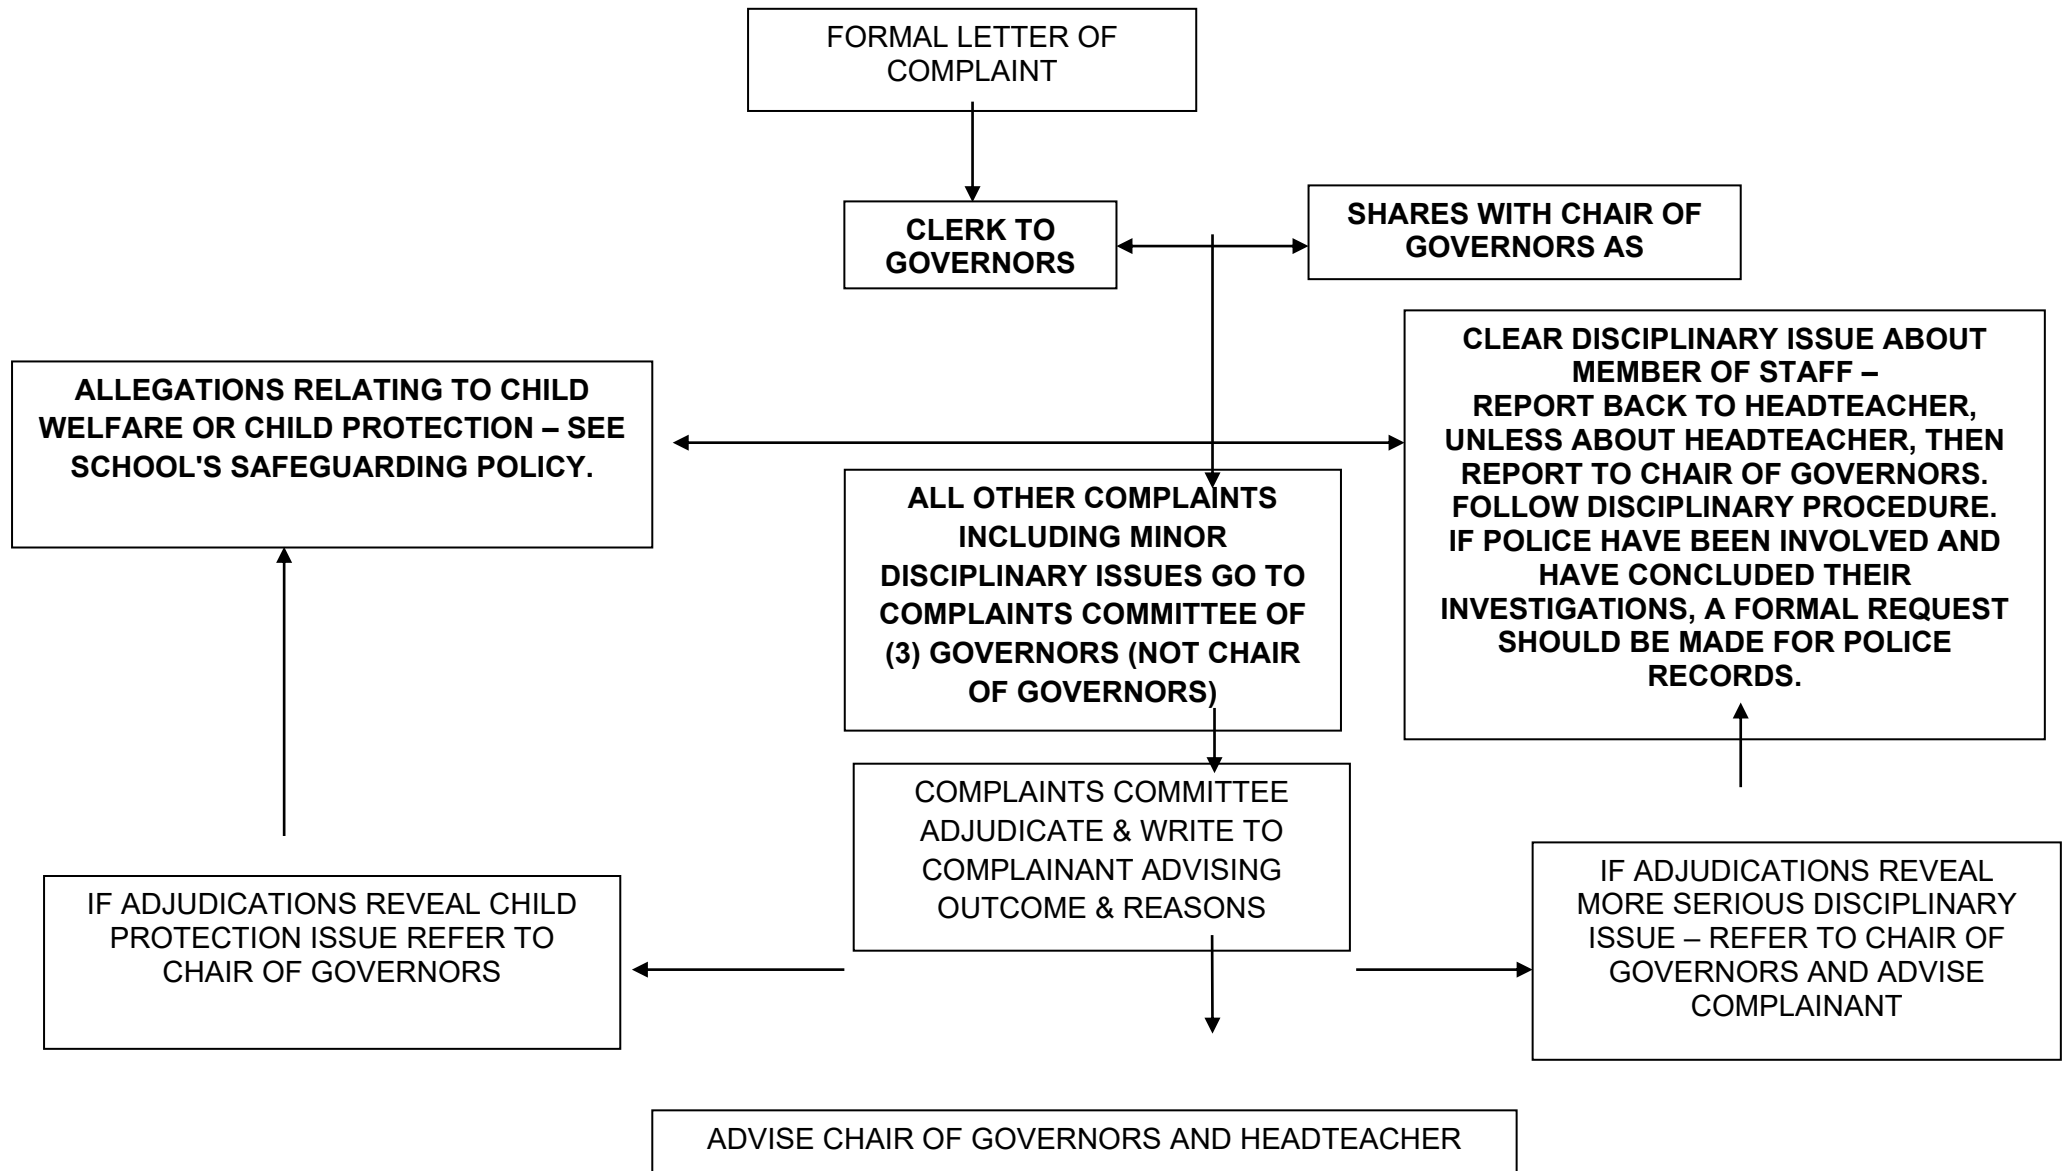 FORMAL LETTER OF
COMPLAINT
CLERK TO
GOVERNORS
SHARES WITH CHAIR OF
GOVERNORS AS
ALLEGATIONS RELATING TO CHILD
WELFARE OR CHILD PROTECTION – SEE
SCHOOL'S SAFEGUARDING POLICY.
CLEAR DISCIPLINARY ISSUE ABOUT
MEMBER OF STAFF –
REPORT BACK TO HEADTEACHER,
UNLESS ABOUT HEADTEACHER, THEN
REPORT TO CHAIR OF GOVERNORS.
FOLLOW DISCIPLINARY PROCEDURE.
IF POLICE HAVE BEEN INVOLVED AND
HAVE CONCLUDED THEIR
INVESTIGATIONS, A FORMAL REQUEST
SHOULD BE MADE FOR POLICE
RECORDS.
ALL OTHER COMPLAINTS
INCLUDING MINOR
DISCIPLINARY ISSUES GO TO
COMPLAINTS COMMITTEE OF
(3) GOVERNORS (NOT CHAIR
OF GOVERNORS)
COMPLAINTS COMMITTEE
ADJUDICATE & WRITE TO
COMPLAINANT ADVISING
OUTCOME & REASONS
IF ADJUDICATIONS REVEAL CHILD
PROTECTION ISSUE REFER TO
CHAIR OF GOVERNORS
IF ADJUDICATIONS REVEAL
MORE SERIOUS DISCIPLINARY
ISSUE – REFER TO CHAIR OF
GOVERNORS AND ADVISE
COMPLAINANT
ADVISE CHAIR OF GOVERNORS AND HEADTEACHER